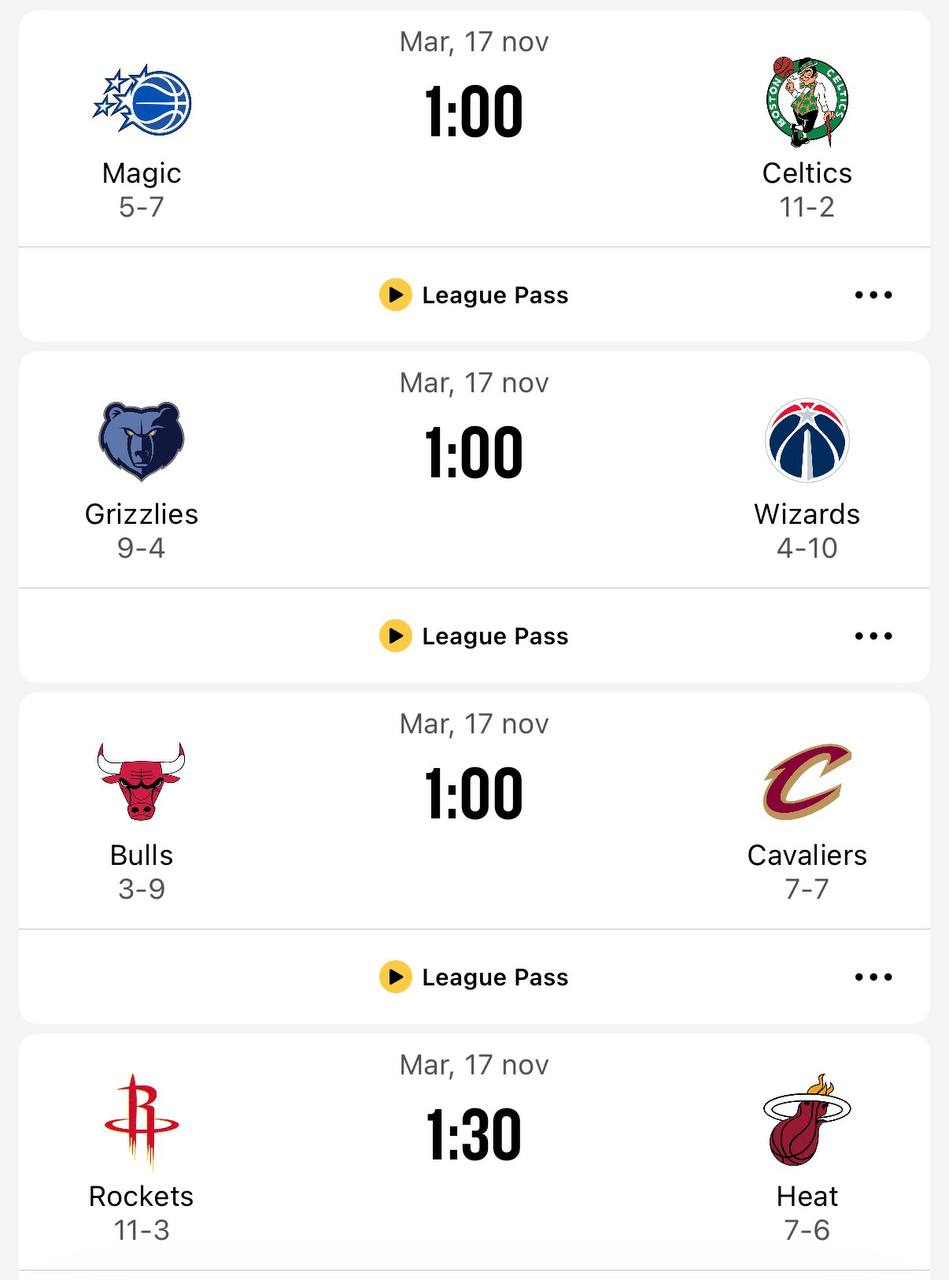 Mar, 17 nov
1:00
BOSTON CELTICS
Magic
Celtics
5-7
11-2
League Pass
Mar, 17 nov
1:00
Grizzlies
Wizards
9-4
4-10
League Pass
Mar, 17 nov
1:00
C
Bulls
Cavaliers
3-9
7-7
League Pass
Mar, 17 nov
1:30
R
Rockets
Heat
11-3
7-6